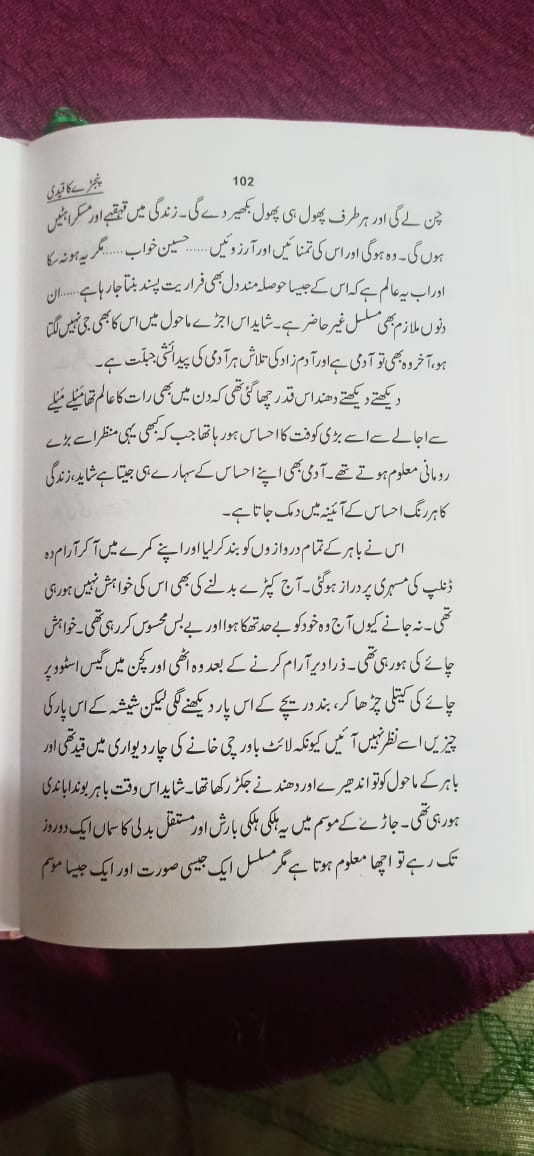 102
پنجڑے کا قیدی
چن لے گی اور ہر طرف پھول ہی پھول بکھیر دے گی۔ زندگی میں قہقہے اور مسکراہٹیں
ہوں گی۔ وہ ہوگی اور اس کی تمنائیں اور آرزوئیں ...... حسین خواب ...... مگر یہ ہو نہ سکا
اور اب یہ عالم ہے کہ اس کے جیسا حوصلہ مند دل بھی فراریت پسند بنتا جا رہا ہے ...... ان
دنوں ملازم بھی مسلسل غیر حاضر ہے۔ شاید اس اجڑے ماحول میں اس کا بھی جی نہیں لگتا
ہو، آخر وہ بھی تو آدمی ہے اور آدم زاد کی تلاش ہر آدمی کی پیدائشی جبلّت ہے۔
دیکھتے دیکھتے دھند اس قدر چھا گئی تھی کہ دن میں بھی رات کا عالم تھا مَیلے مَیلے
سے اجالے سے اسے بڑی کوفت کا احساس ہو رہا تھا جب کہ کبھی یہی منظر اسے بڑے
رومانی معلوم ہوتے تھے۔ آدمی بھی اپنے احساس کے سہارے ہی جیتا ہے شاید، زندگی
کا ہر رنگ احساس کے آئینہ میں دمک جاتا ہے۔
اس نے باہر کے تمام دروازوں کو بند کر لیا اور اپنے کمرے میں آ کر آرام دہ
ڈنلپ کی مسہری پر دراز ہو گئی۔ آج کپڑے بدلنے کی بھی اس کی خواہش نہیں ہو رہی
تھی۔ نہ جانے کیوں آج وہ خود کو بے حد تھکا ہوا اور بے بس محسوس کر رہی تھی۔ خواہش
چائے کی ہو رہی تھی۔ ذرا دیر آرام کرنے کے بعد وہ اٹھی اور کچن میں گیس اسٹوو پر
چائے کی کیتلی چڑھا کر، بند دریچے کے اس پار دیکھنے لگی لیکن شیشہ کے اس پار کی
چیزیں اسے نظر نہیں آئیں کیونکہ لائٹ باورچی خانے کی چار دیواری میں قید تھی اور
باہر کے ماحول کو تو اندھیرے اور دھند نے جکڑ رکھا تھا۔ شاید اس وقت باہر بوندا باندی
ہو رہی تھی۔ جاڑے کے موسم میں یہ ہلکی ہلکی بارش اور مستقل بدلی کا سماں ایک دو روز
تک رہے تو اچھا معلوم ہوتا ہے مگر مسلسل ایک جیسی صورت اور ایک جیسا موسم